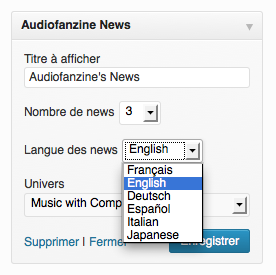 Audiofanzine News
Titre à afficher
Audiofanzine's News
Nombre de news 3
Langue des news English
Français
English
Deutsch
Español
Italian
Japanese
Univers
Music with Comp
Supprimer | Fermer
Enregistrer